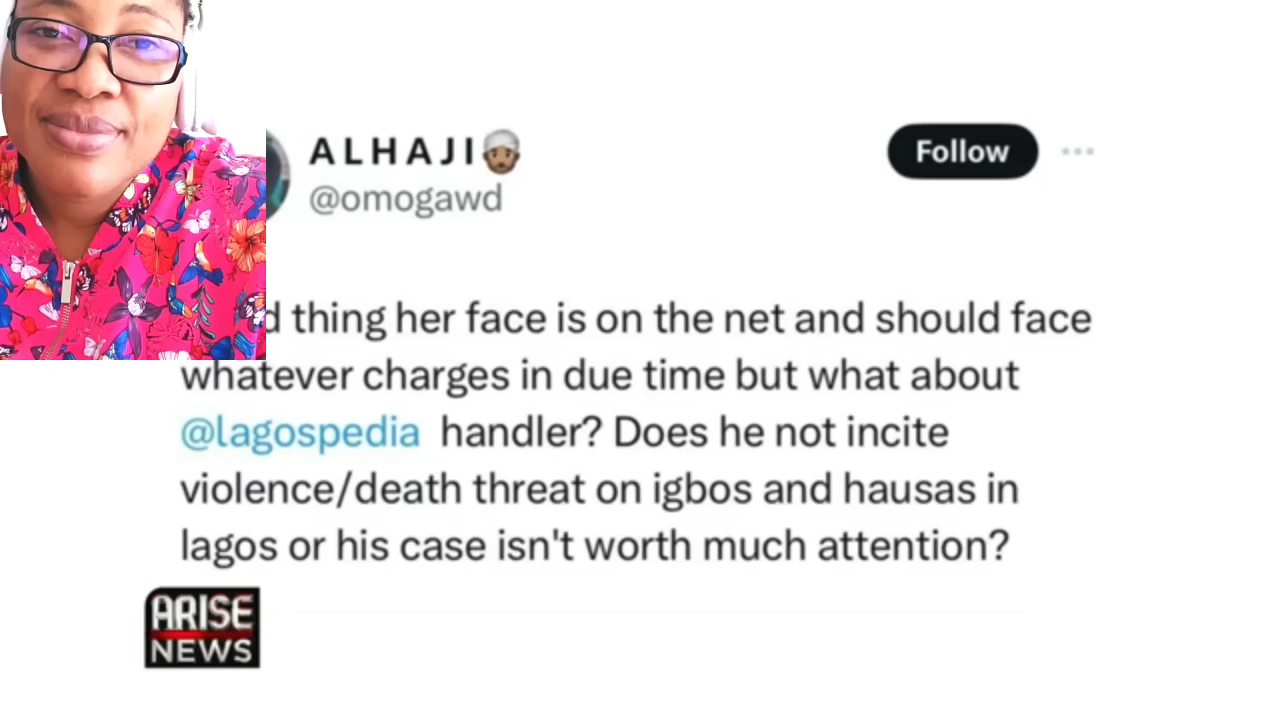 ALHAJI
@omogawd
Follow
thing her face is on the net and should face
whatever charges in due time but what about
@lagospedia handler? Does he not incite
violence/death threat on igbos and hausas in
lagos or his case isn't worth much attention?
ARISE
NEWS